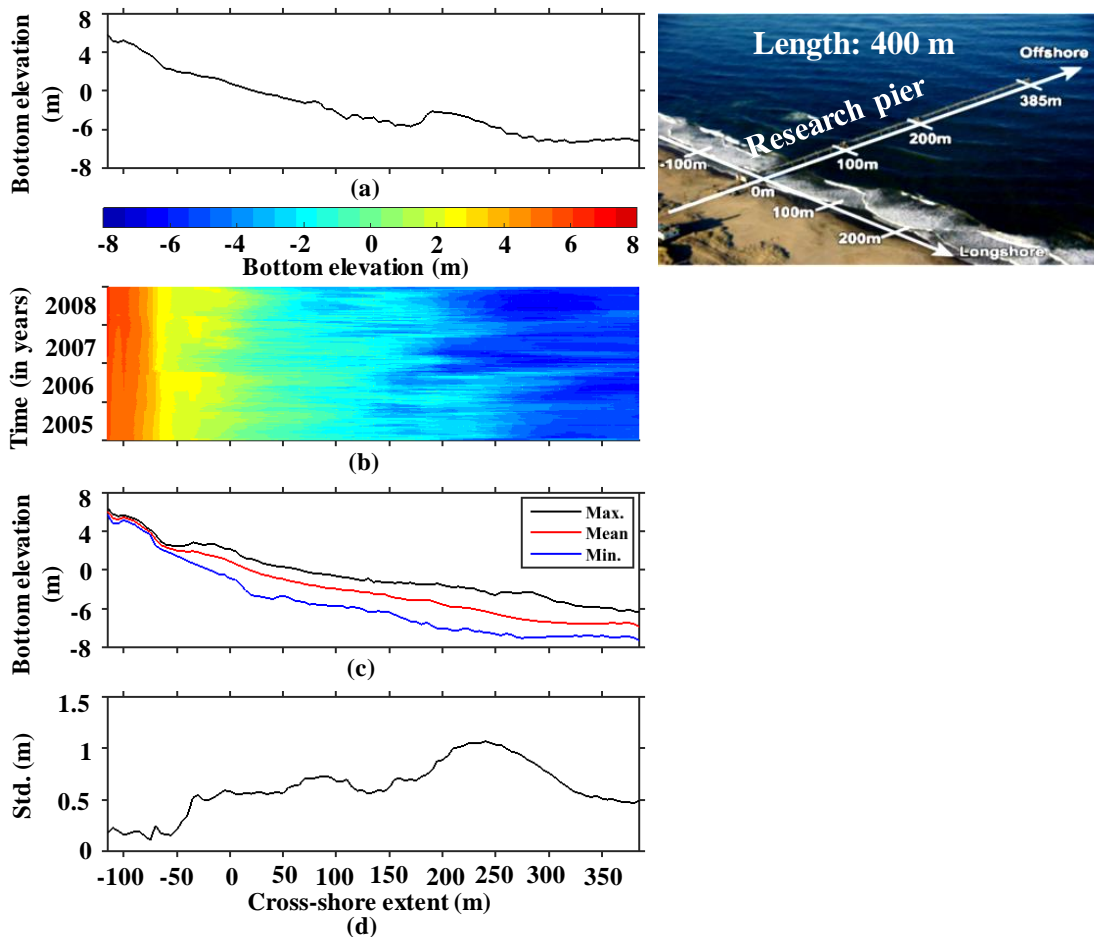 8
4
0
-6
-8
Bottom elevation
(m)
(a)
-8 -6 -4 -2 0 2 4 6 8
Bottom elevation (m)
2008
2007
2006
2005
Time (in years)
(b)
8
4
0
-6
-8
Bottom elevation
(m)
Max.
Mean
Min.
(c)
1.5
1
0.5
0
Std. (m)
-100 -50 0 50 100 150 200 250 300 350
Cross-shore extent (m)
(d)
Length: 400 m
Offshore
385m
Research pier
200m
100m
-100m
0m
100m
200m
Longshore